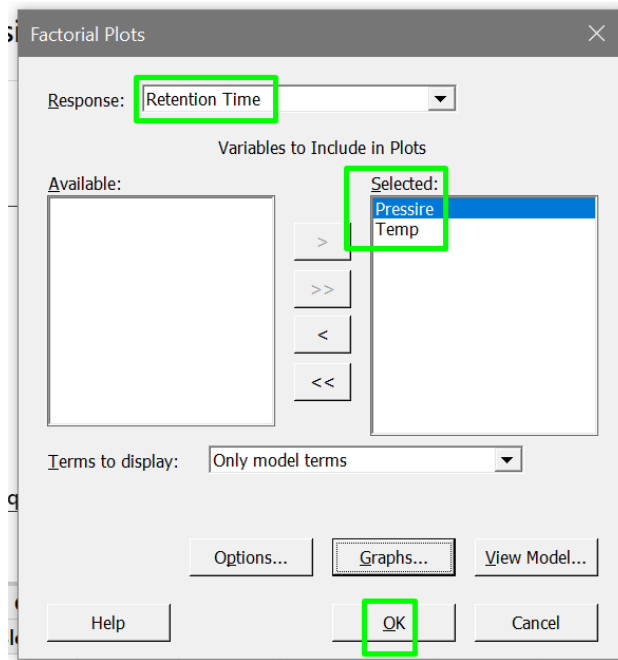 si
Factorial Plots
Response: Retention Time
Variables to Include in Plots
Available: Selected:
Pressire
Temp
>
>>
<
<<
Terms to display: Only model terms
q
Options... Graphs... View Model...
Help OK Cancel